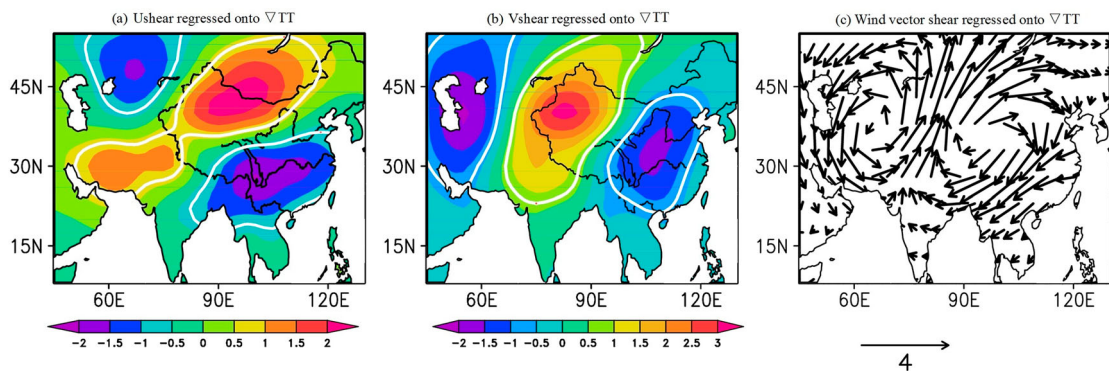 (a) Ushear regressed onto ▽TT
(b) Vshear regressed onto ▽TT
(c) Wind vector shear regressed onto ▽TT
45N
30N
15N
60E 90E 120E
-2 -1.5 -1 -0.5 0 0.5 1 1.5 2
45N
30N
15N
60E 90E 120E
-2 -1.5 -1 -0.5 0 0.5 1 1.5 2 2.5 3
45N
30N
15N
60E 90E 120E
4